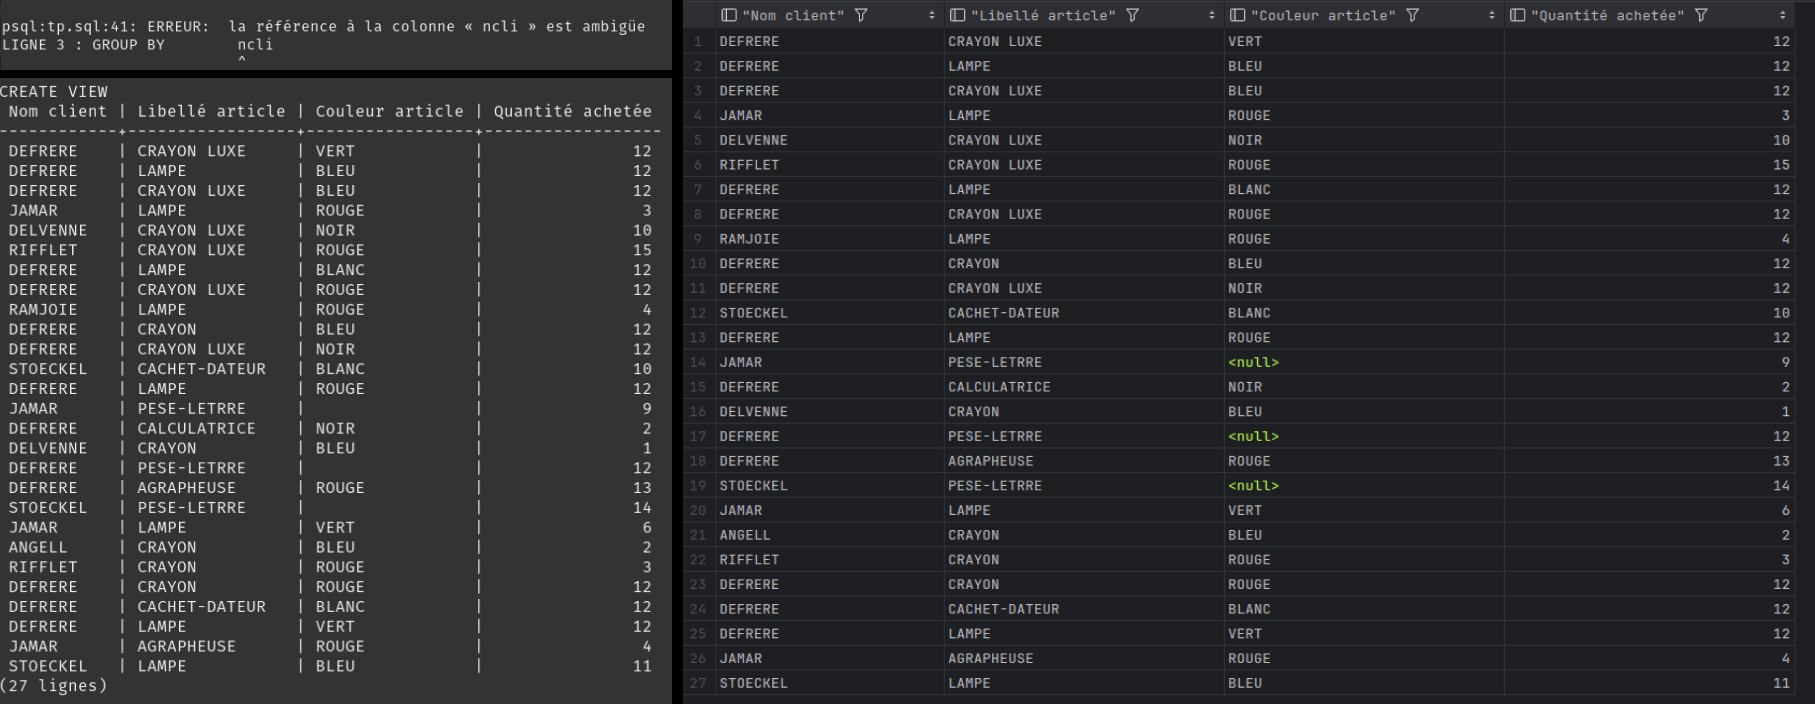 psql:tp.sql:41: ERREUR:  la référence à la colonne « ncli » est ambigüe
LIGNE 3 : GROUP BY        ncli
^
CREATE VIEW
Nom client | Libellé article | Couleur article | Quantité achetée
------------+-----------------+-----------------+------------------
DEFRERE    | CRAYON LUXE     | VERT            |               12
DEFRERE    | LAMPE           | BLEU            |               12
DEFRERE    | CRAYON LUXE     | BLEU            |               12
JAMAR      | LAMPE           | ROUGE           |                3
DELVENNE   | CRAYON LUXE     | NOIR            |               10
RIFFLET    | CRAYON LUXE     | ROUGE           |               15
DEFRERE    | LAMPE           | BLANC           |               12
DEFRERE    | CRAYON LUXE     | ROUGE           |               12
RAMJOIE    | LAMPE           | ROUGE           |                4
DEFRERE    | CRAYON          | BLEU            |               12
DEFRERE    | CRAYON LUXE     | NOIR            |               12
STOECKEL   | CACHET-DATEUR   | BLANC           |               10
DEFRERE    | LAMPE           | ROUGE           |               12
JAMAR      | PESE-LETRRE     |                 |                9
DEFRERE    | CALCULATRICE    | NOIR            |                2
DELVENNE   | CRAYON          | BLEU            |                1
DEFRERE    | PESE-LETRRE     |                 |               12
DEFRERE    | AGRAPHEUSE      | ROUGE           |               13
STOECKEL   | PESE-LETRRE     |                 |               14
JAMAR      | LAMPE           | VERT            |                6
ANGELL     | CRAYON          | BLEU            |                2
RIFFLET    | CRAYON          | ROUGE           |                3
DEFRERE    | CRAYON          | ROUGE           |               12
DEFRERE    | CACHET-DATEUR   | BLANC           |               12
DEFRERE    | LAMPE           | VERT            |               12
JAMAR      | AGRAPHEUSE      | ROUGE           |                4
STOECKEL   | LAMPE           | BLEU            |               11
(27 lignes)
"Nom client" "Libellé article" "Couleur article" "Quantité achetée"
1 DEFRERE CRAYON LUXE VERT 12
2 DEFRERE LAMPE BLEU 12
3 DEFRERE CRAYON LUXE BLEU 12
4 JAMAR LAMPE ROUGE 3
5 DELVENNE CRAYON LUXE NOIR 10
6 RIFFLET CRAYON LUXE ROUGE 15
7 DEFRERE LAMPE BLANC 12
8 DEFRERE CRAYON LUXE ROUGE 12
9 RAMJOIE LAMPE ROUGE 4
10 DEFRERE CRAYON BLEU 12
11 DEFRERE CRAYON LUXE NOIR 12
12 STOECKEL CACHET-DATEUR BLANC 10
13 DEFRERE LAMPE ROUGE 12
14 JAMAR PESE-LETRRE <null> 9
15 DEFRERE CALCULATRICE NOIR 2
16 DELVENNE CRAYON BLEU 1
17 DEFRERE PESE-LETRRE <null> 12
18 DEFRERE AGRAPHEUSE ROUGE 13
19 STOECKEL PESE-LETRRE <null> 14
20 JAMAR LAMPE VERT 6
21 ANGELL CRAYON BLEU 2
22 RIFFLET CRAYON ROUGE 3
23 DEFRERE CRAYON ROUGE 12
24 DEFRERE CACHET-DATEUR BLANC 12
25 DEFRERE LAMPE VERT 12
26 JAMAR AGRAPHEUSE ROUGE 4
27 STOECKEL LAMPE BLEU 11